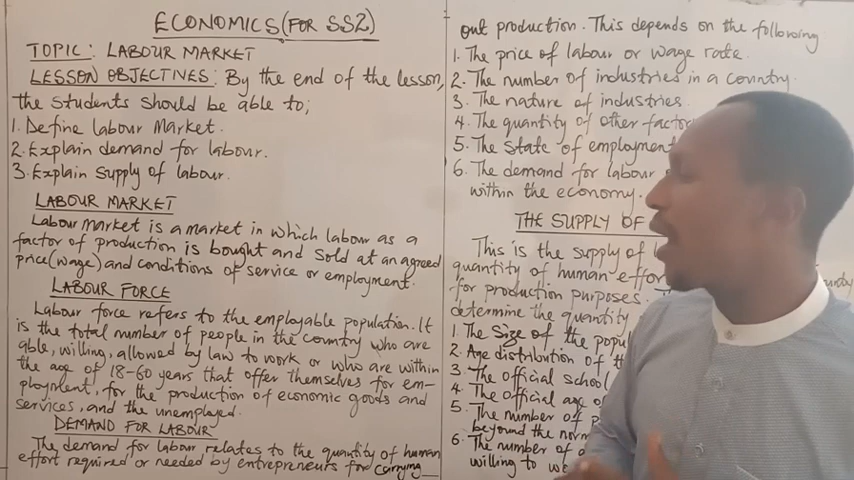 ECONOMICS (FOR SS2)
TOPIC: LABOUR MARKET
LESSON OBJECTIVES: By the end of the lesson,
the students should be able to;
1. Define labour Market.
2. Explain demand for labour.
3. Explain supply of labour.
LABOUR MARKET
Labour market is a market in which labour as a
factor of production is bought and sold at an agreed
price (wage) and conditions of service or employment.
LABOUR FORCE
Labour force refers to the employable population. It
is the total number of people in the country who are
able, willing, allowed by law to work or who are within
the age of 18-60 years that offer themselves for em-
ployment, for the production of economic goods and
services, and the unemployed.
DEMAND FOR LABOUR
The demand for labour relates to the quantity of human
effort required or needed by entrepreneurs for carrying
out production. This depends on the following
1. The price of labour or wage rate.
2. The number of industries in a country.
3. The nature of industries.
4. The quantity of other factor
5. The state of employment
6. The demand for labour
within the economy.
THE SUPPLY OF
This is the supply of
quantity of human effor
for production purposes.
determine the quantity
1. The size of the popul
2. Age distribution of th
3. The official school
4. The official age of
5. The number of p
beyound the norm
6. The number of
willing to wo